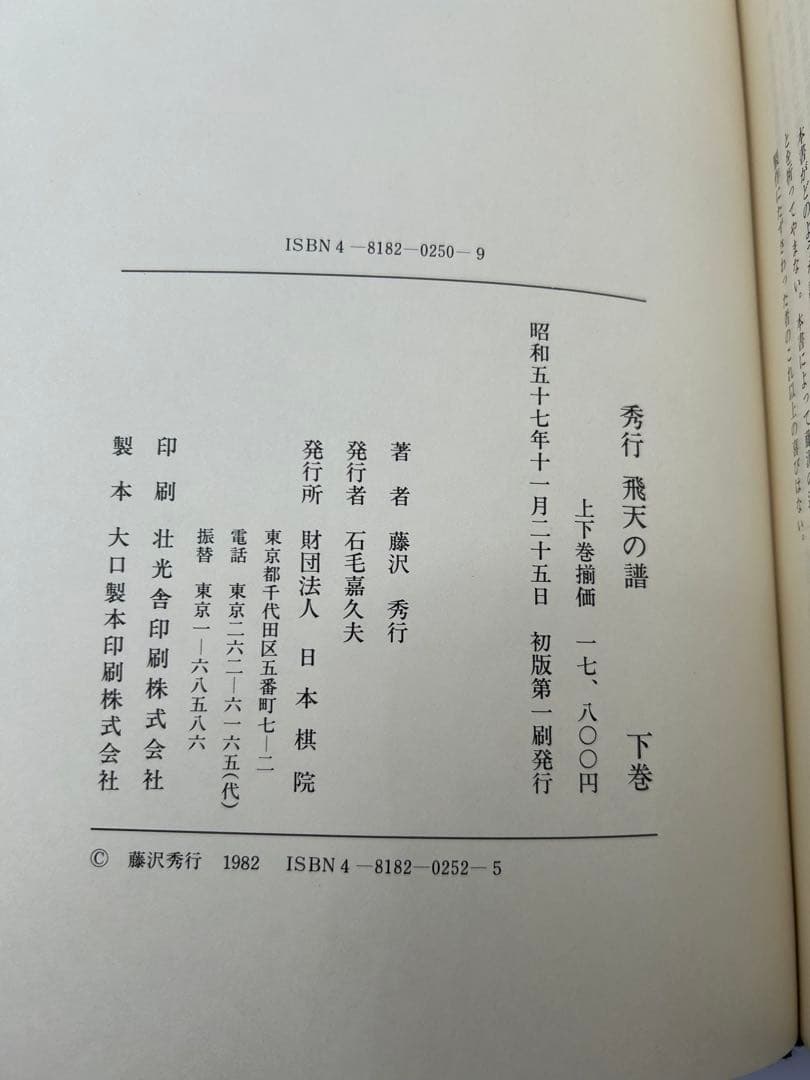 ISBN 4－8182－0250－9
秀行 飛天の譜 下巻
上下巻揃価 一七、八〇〇円
昭和五十七年十一月二十五日 初版第一刷発行
著者 藤沢 秀行
発行者 石毛嘉久夫
発行所 財団法人 日本棋院
東京都千代田区五番町七－二
電話 東京二六二－六一六五(代)
振替 東京一－六八五八六
印刷 壮光舎印刷株式会社
製本 大口製本印刷株式会社
© 藤沢秀行 1982 ISBN 4－8182－0252－5